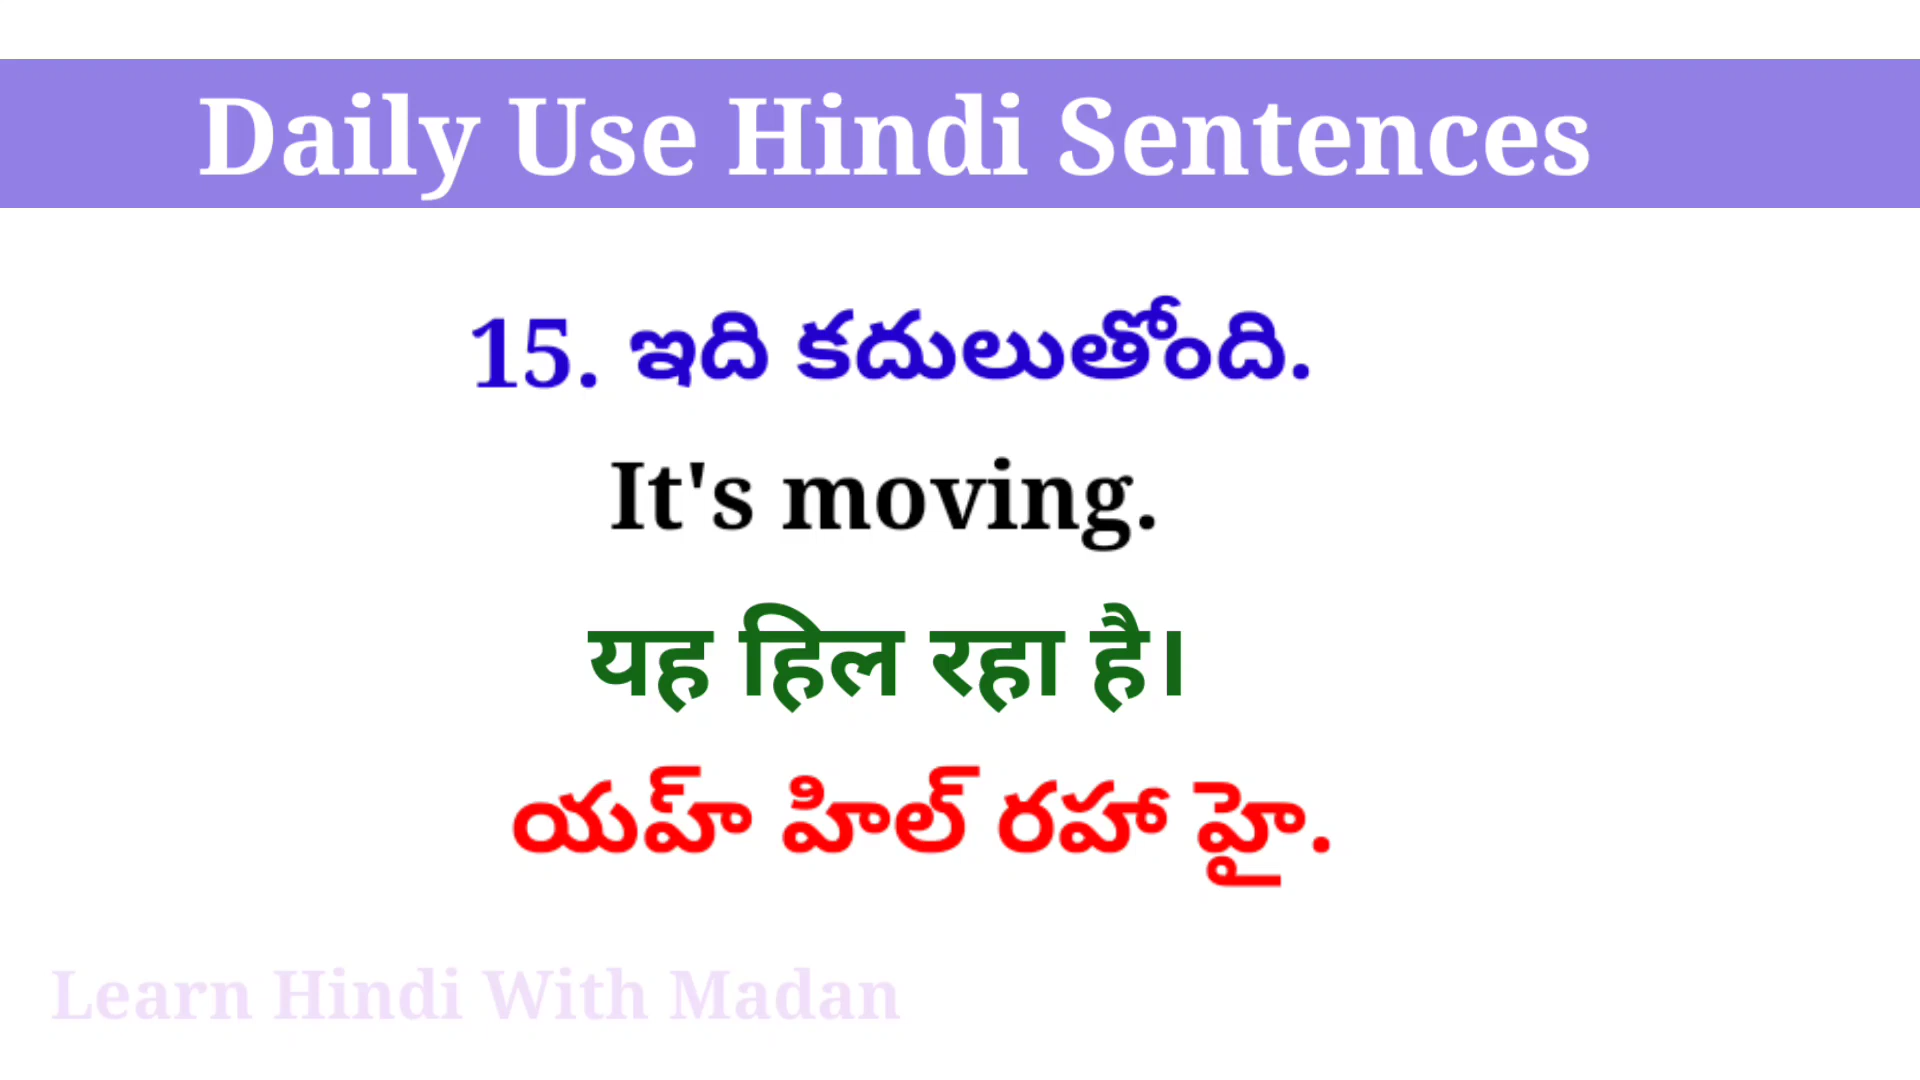 Daily Use Hindi Sentences
15. ఇది కదులుతోంది.
It's moving.
यह हिल रहा है।
యహ్ హిల్ రహా హై.
Learn Hindi With Madan